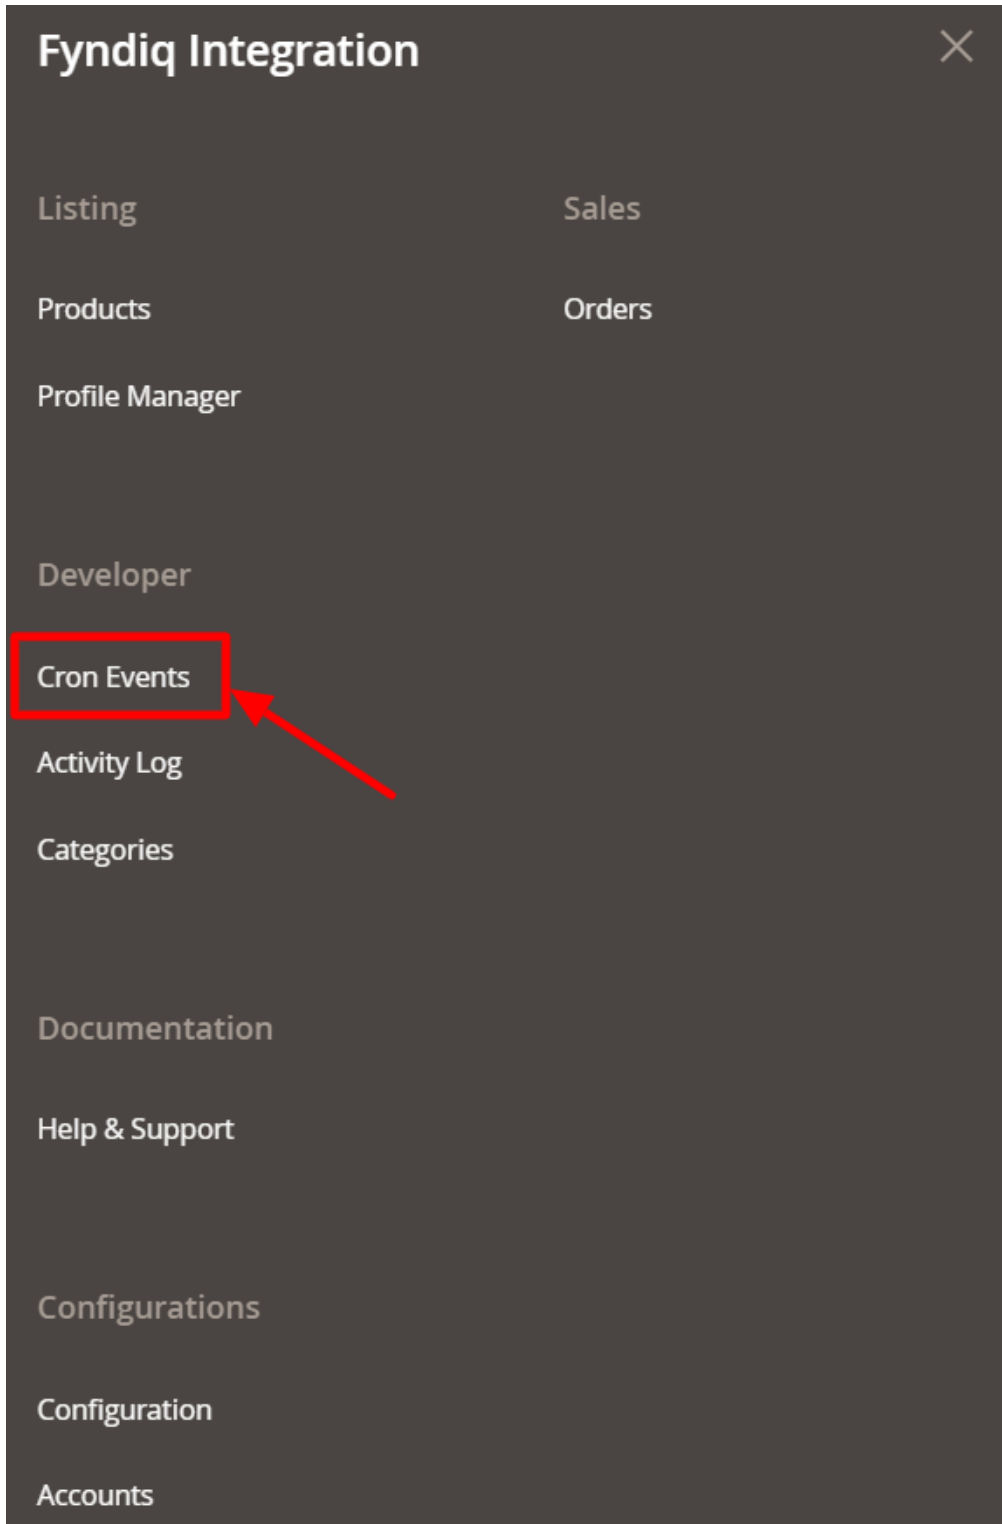 Fyndiq Integration
Listing
Sales
Products
Orders
Profile Manager
Developer
Cron Events
Activity Log
Categories
Documentation
Help & Support
Configurations
Configuration
Accounts